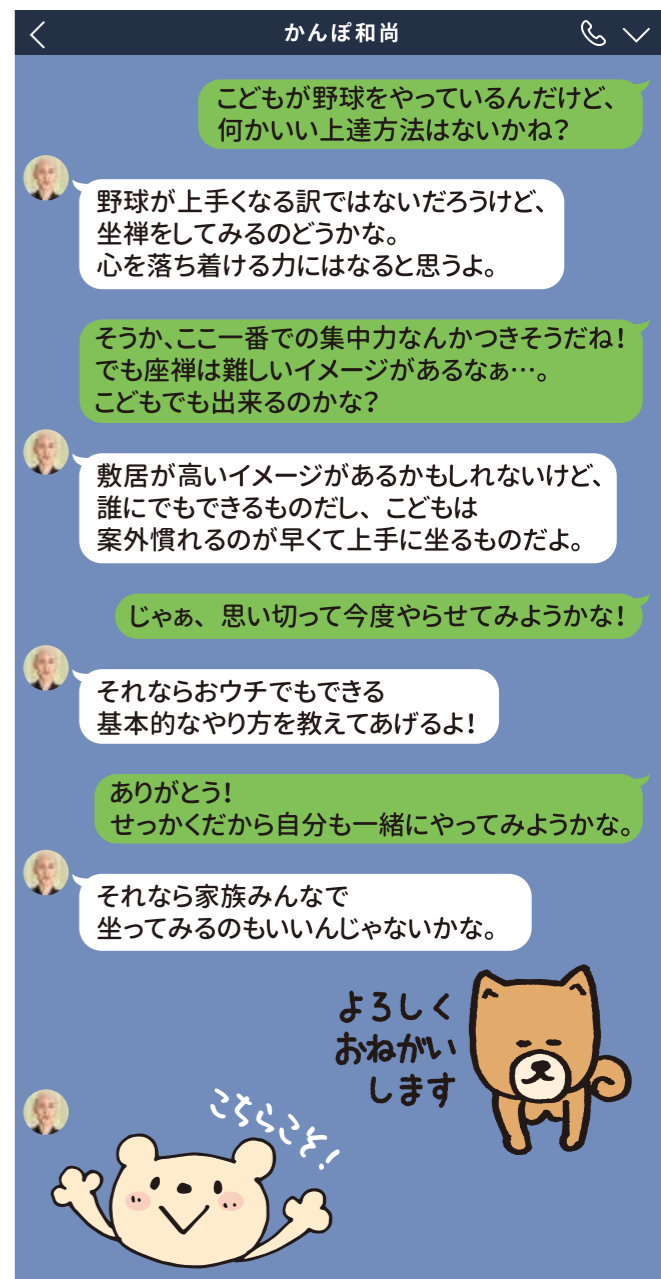 かんぽ和尚
こどもが野球をやっているんだけど、
何かいい上達方法はないかね?
野球が上手くなる訳ではないだろうけど、
坐禅をしてみるのどうかな。
心を落ち着ける力にはなると思うよ。
そうか、ここ一番での集中力なんかつきそうだね!
でも座禅は難しいイメージがあるなぁ…。
こどもでも出来るのかな?
敷居が高いイメージがあるかもしれないけど、
誰にでもできるものだし、こどもは
案外慣れるのが早くて上手に坐るものだよ。
じゃぁ、思い切って今度やらせてみようかな!
それならおウチでもできる
基本的なやり方を教えてあげるよ!
ありがとう!
せっかくだから自分も一緒にやってみようかな。
それなら家族みんなで
坐ってみるのもいいんじゃないかな。
よろしく
おねがい
します
こちらこそ!